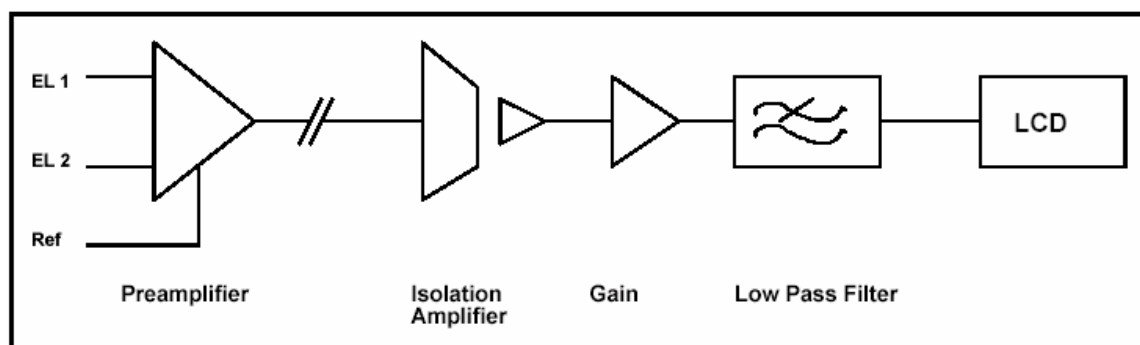 EL 1
EL 2
Ref
LCD
Preamplifier
Isolation
Amplifier
Gain
Low Pass Filter